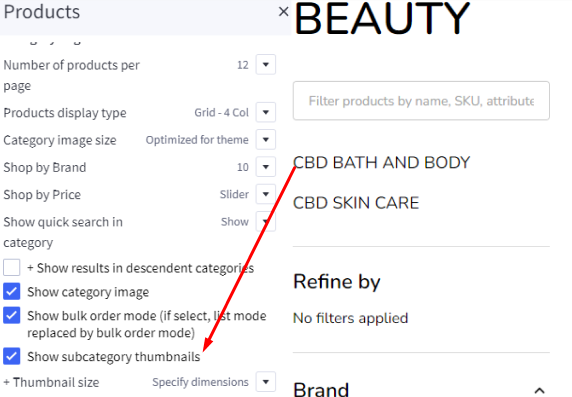 Products
×
Number of products per
page
12
Products display type
Grid - 4 Col
Category image size
Optimized for theme
Shop by Brand
10
Shop by Price
Slider
Show quick search in
category
Show
+ Show results in descendent categories
Show category image
Show bulk order mode (if select, list mode
replaced by bulk order mode)
Show subcategory thumbnails
+ Thumbnail size
Specify dimensions
BEAUTY
Filter products by name, SKU, attribute
CBD BATH AND BODY
CBD SKIN CARE
Refine by
No filters applied
Brand